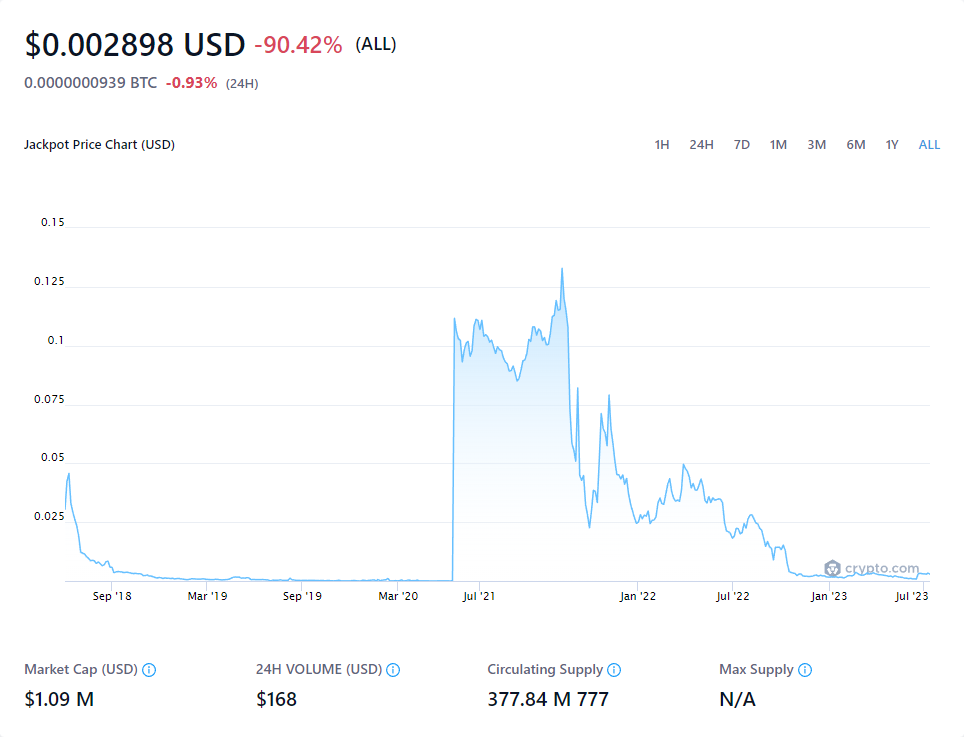 $0.002898 USD -90.42% (ALL)
0.0000000939 BTC -0.93% (24H)
Jackpot Price Chart (USD) 1H 24H 7D 1M 3M 6M 1Y ALL
0.15
0.125
0.1
0.075
0.05
0.025
crypto.com
Sep '18 Mar '19 Sep '19 Mar '20 Jul '21 Jan '22 Jul '22 Jan '23 Jul '23
Market Cap (USD) 24H VOLUME (USD) Circulating Supply Max Supply
$1.09 M $168 377.84 M 777 N/A